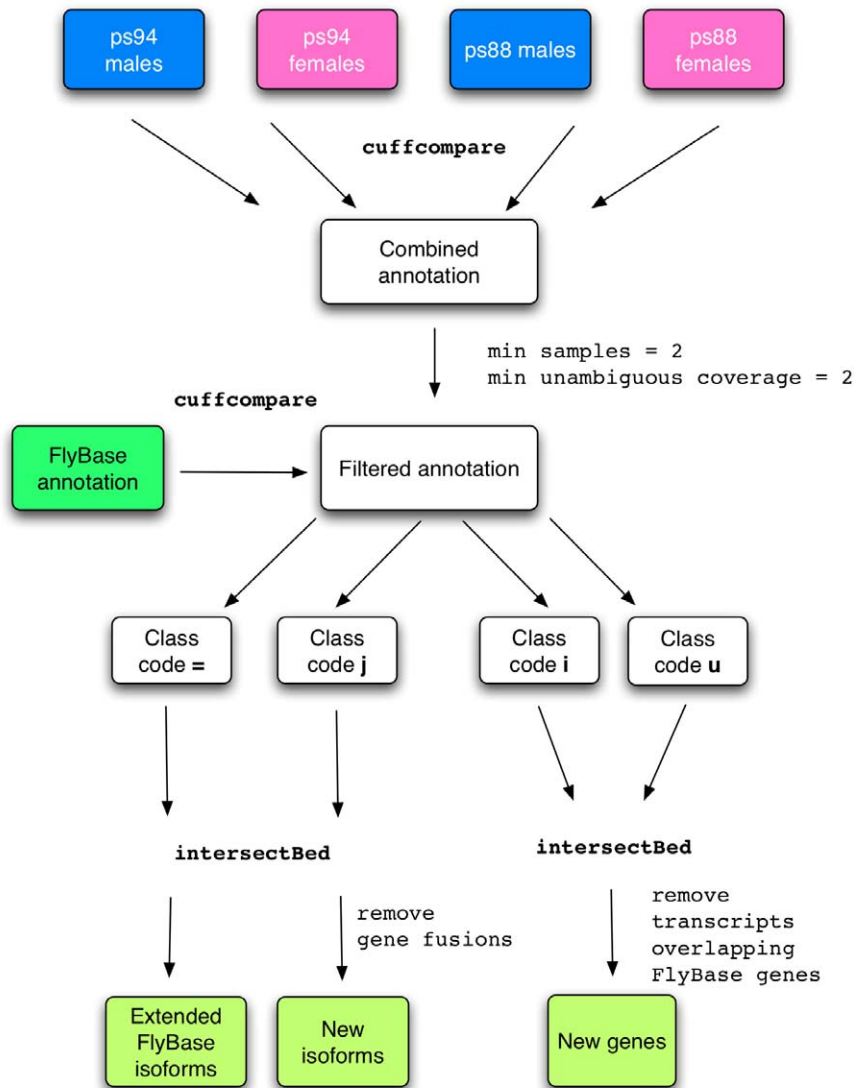 ps94
males
ps94
females
ps88 males
ps88
females
cuffcompare
Combined
annotation
min samples = 2
min unambiguous coverage = 2
cuffcompare
FlyBase
annotation
Filtered annotation
Class
code =
Class
code j
Class
code i
Class
code u
intersectBed
intersectBed
remove
gene fusions
remove
transcripts
overlapping
FlyBase genes
Extended
FlyBase
isoforms
New
isoforms
New genes